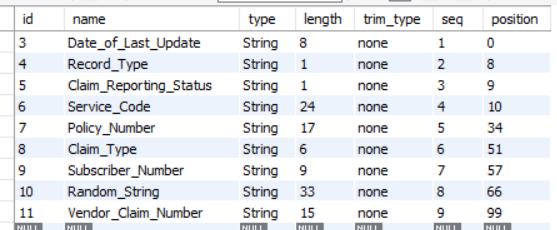 id name type length trim_type seq position
3 Date_of_Last_Update String 8 none 1 0
4 Record_Type String 1 none 2 8
5 Claim_Reporting_Status String 1 none 3 9
6 Service_Code String 24 none 4 10
7 Policy_Number String 17 none 5 34
8 Claim_Type String 6 none 6 51
9 Subscriber_Number String 9 none 7 57
10 Random_String String 33 none 8 66
11 Vendor_Claim_Number String 15 none 9 99
NULL NULL NULL NULL NULL NULL NULL